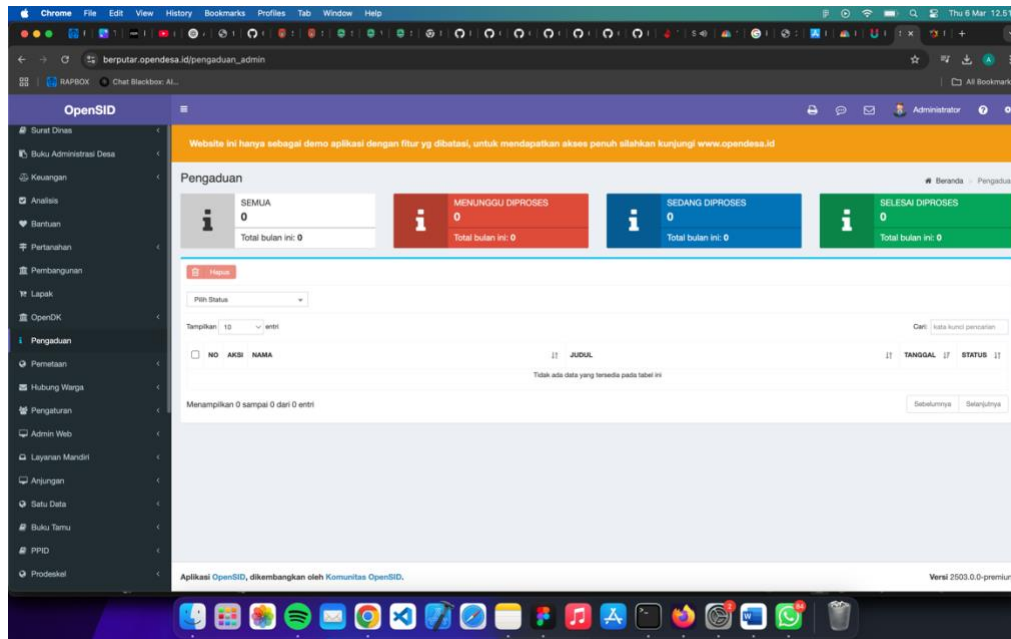 Chrome File Edit View History Bookmarks Profiles Tab Window Help
Thu 6 Mar 12.51
berputar.opendesa.id/pengaduan_admin
RAPBOX Chat Blackbox: AI...
All Bookmark
OpenSID
Administrator
Surat Dinas
Buku Administrasi Desa
Keuangan
Analisis
Bantuan
Pertanahan
Pembangunan
Lapak
OpenDK
Pengaduan
Pemetaan
Hubung Warga
Pengaturan
Admin Web
Layanan Mandiri
Anjungan
Satu Data
Buku Tamu
PPID
Prodeskel
Website ini hanya sebagai demo aplikasi dengan fitur yg dibatasi, untuk mendapatkan akses penuh silahkan kunjungi www.opendesa.id
Pengaduan
Beranda > Pengadua
SEMUA
0
Total bulan ini: 0
MENUNGGU DIPROSES
0
Total bulan ini: 0
SEDANG DIPROSES
0
Total bulan ini: 0
SELESAI DIPROSES
0
Total bulan ini: 0
Hapus
Pilih Status
Tampilkan 10 entri
Cari: kata kunci pencarian
NO AKSI NAMA JUDUL TANGGAL STATUS
Tidak ada data yang tersedia pada tabel ini
Menampilkan 0 sampai 0 dari 0 entri
Sebelumnya Selanjutnya
Aplikasi OpenSID, dikembangkan oleh Komunitas OpenSID.
Versi 2503.0.0-premium